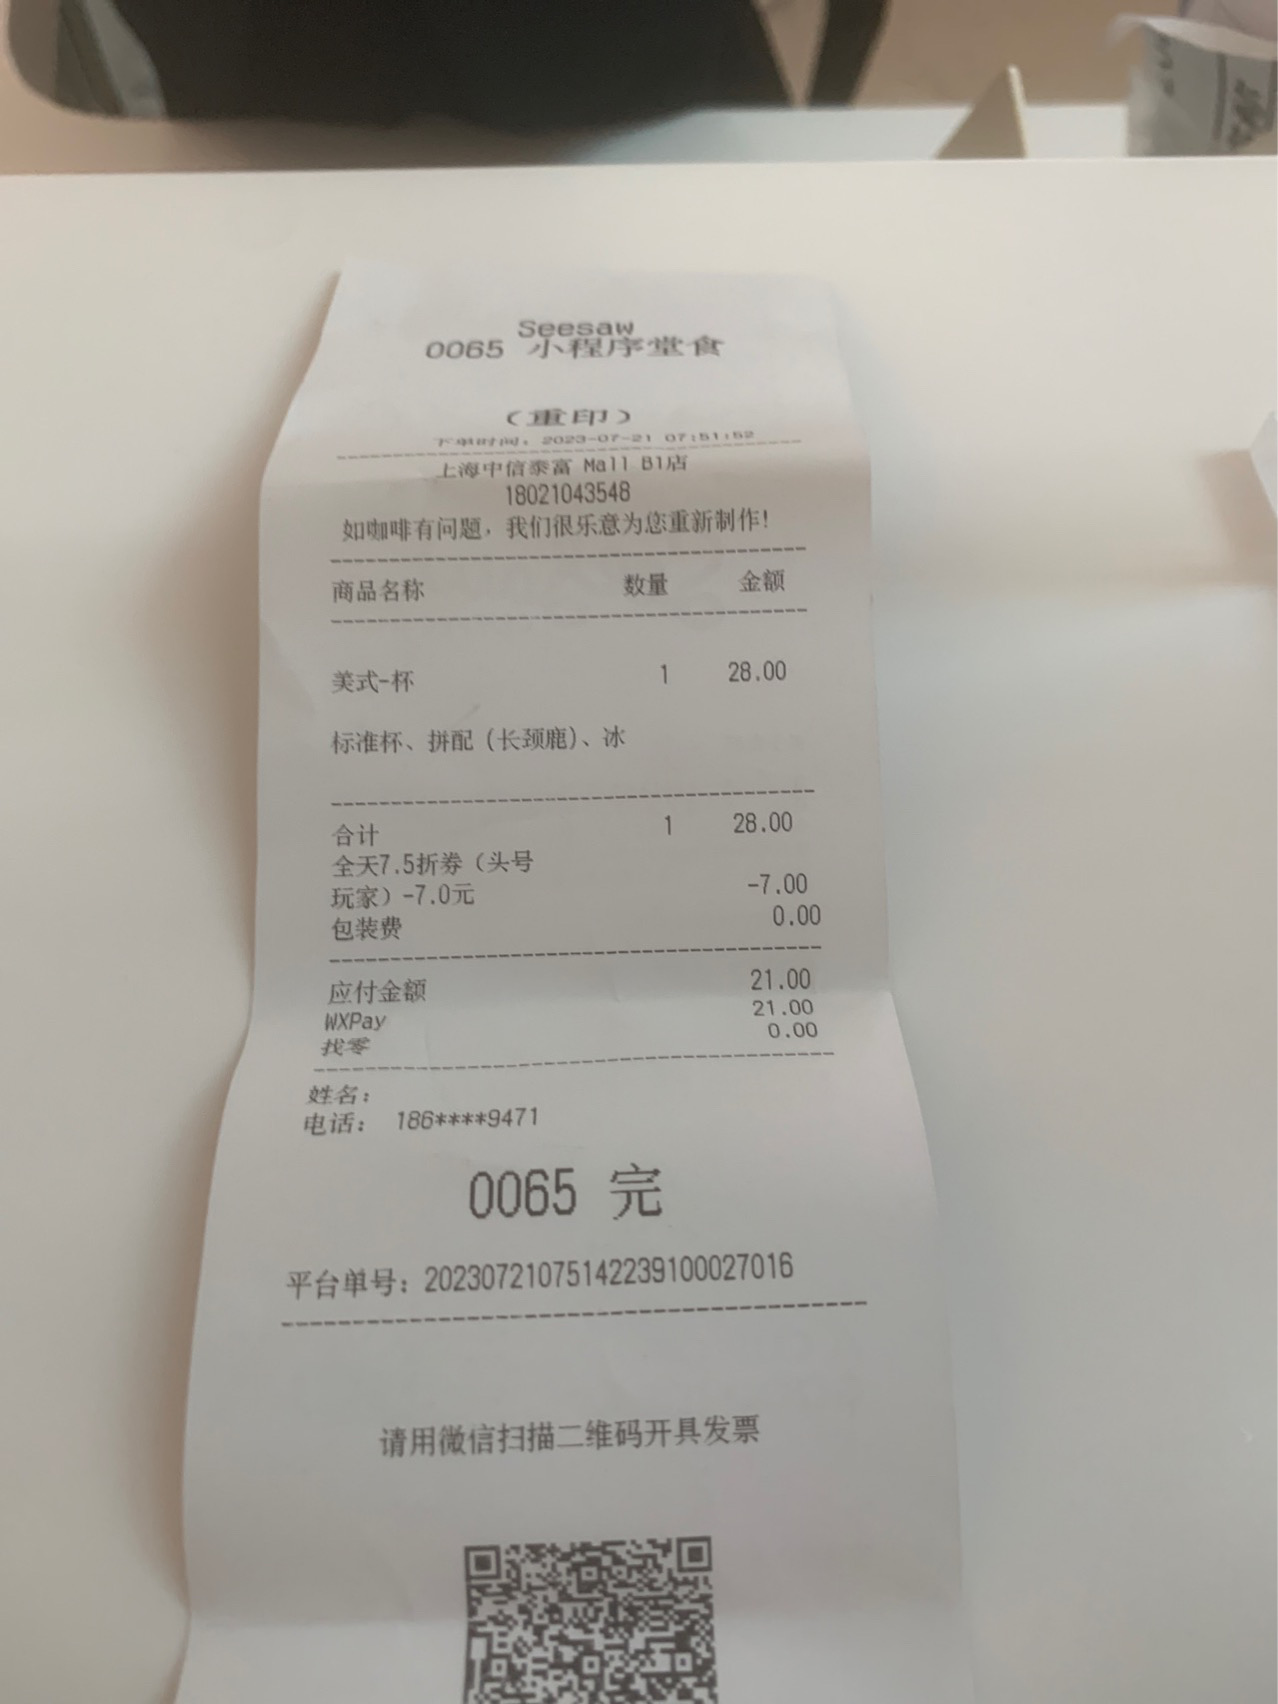 Seesaw
0065 小程序堂食
(重印)
下单时间: 2023-07-21 07:51:52
上海中信泰富 Mall B1店
18021043548
如咖啡有问题，我们很乐意为您重新制作!
商品名称 数量 金额
美式-杯 1 28.00
标准杯、拼配(长颈鹿)、冰
合计 1 28.00
全天7.5折券（头号
玩家）-7.0元 -7.00
包装费 0.00
应付金额 21.00
WXPay 21.00
找零 0.00
姓名:
电话: 186****9471
0065 完
平台单号: 202307210751422239100027016
请用微信扫描二维码开具发票